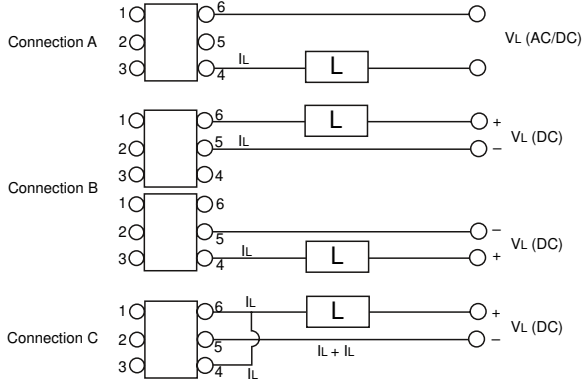 Connection A
1 6
2 5
3 4
IL
L
VL (AC/DC)
Connection B
1 6
2 5
3 4
IL
L
+
–
VL (DC)
1 6
2 5
3 4
IL
L
–
+
VL (DC)
Connection C
1 6
2 5
3 4
IL
L
IL + IL
IL
+
–
VL (DC)